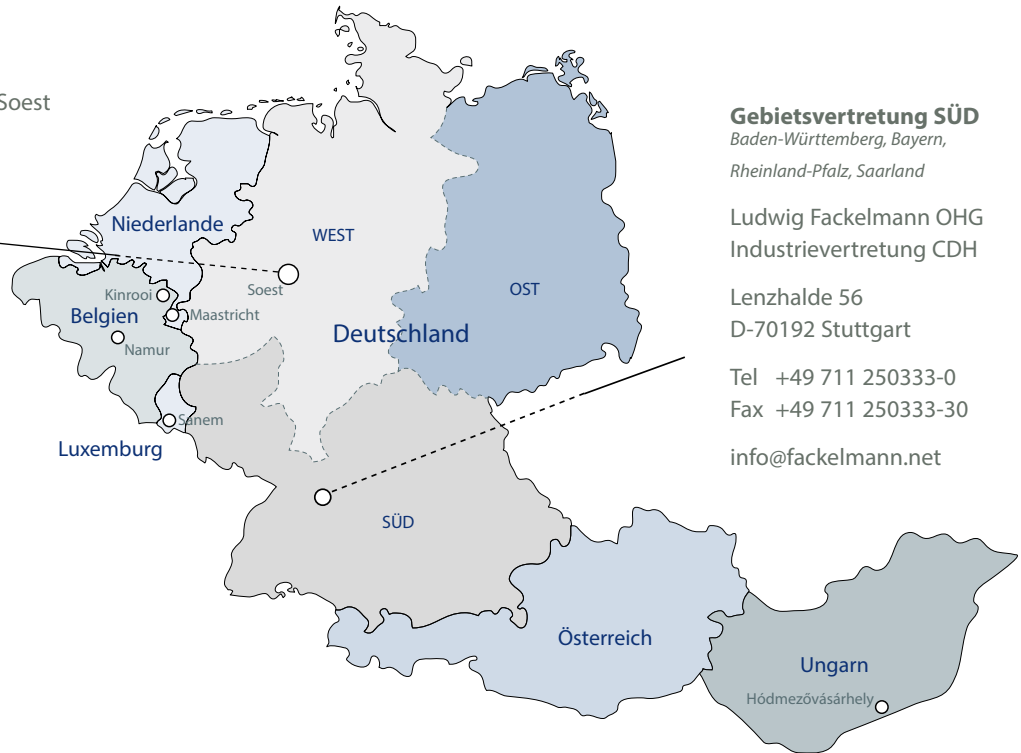 Soest
Niederlande
WEST
Soest
OST
Kinrooi
Belgien
Maastricht
Namur
Deutschland
Sanem
Luxemburg
SÜD
Österreich
Ungarn
Hódmezővásárhely
Gebietsvertretung SÜD
Baden-Württemberg, Bayern,
Rheinland-Pfalz, Saarland
Ludwig Fackelmann OHG
Industrievertretung CDH
Lenzhalde 56
D-70192 Stuttgart
Tel +49 711 250333-0
Fax +49 711 250333-30
info@fackelmann.net